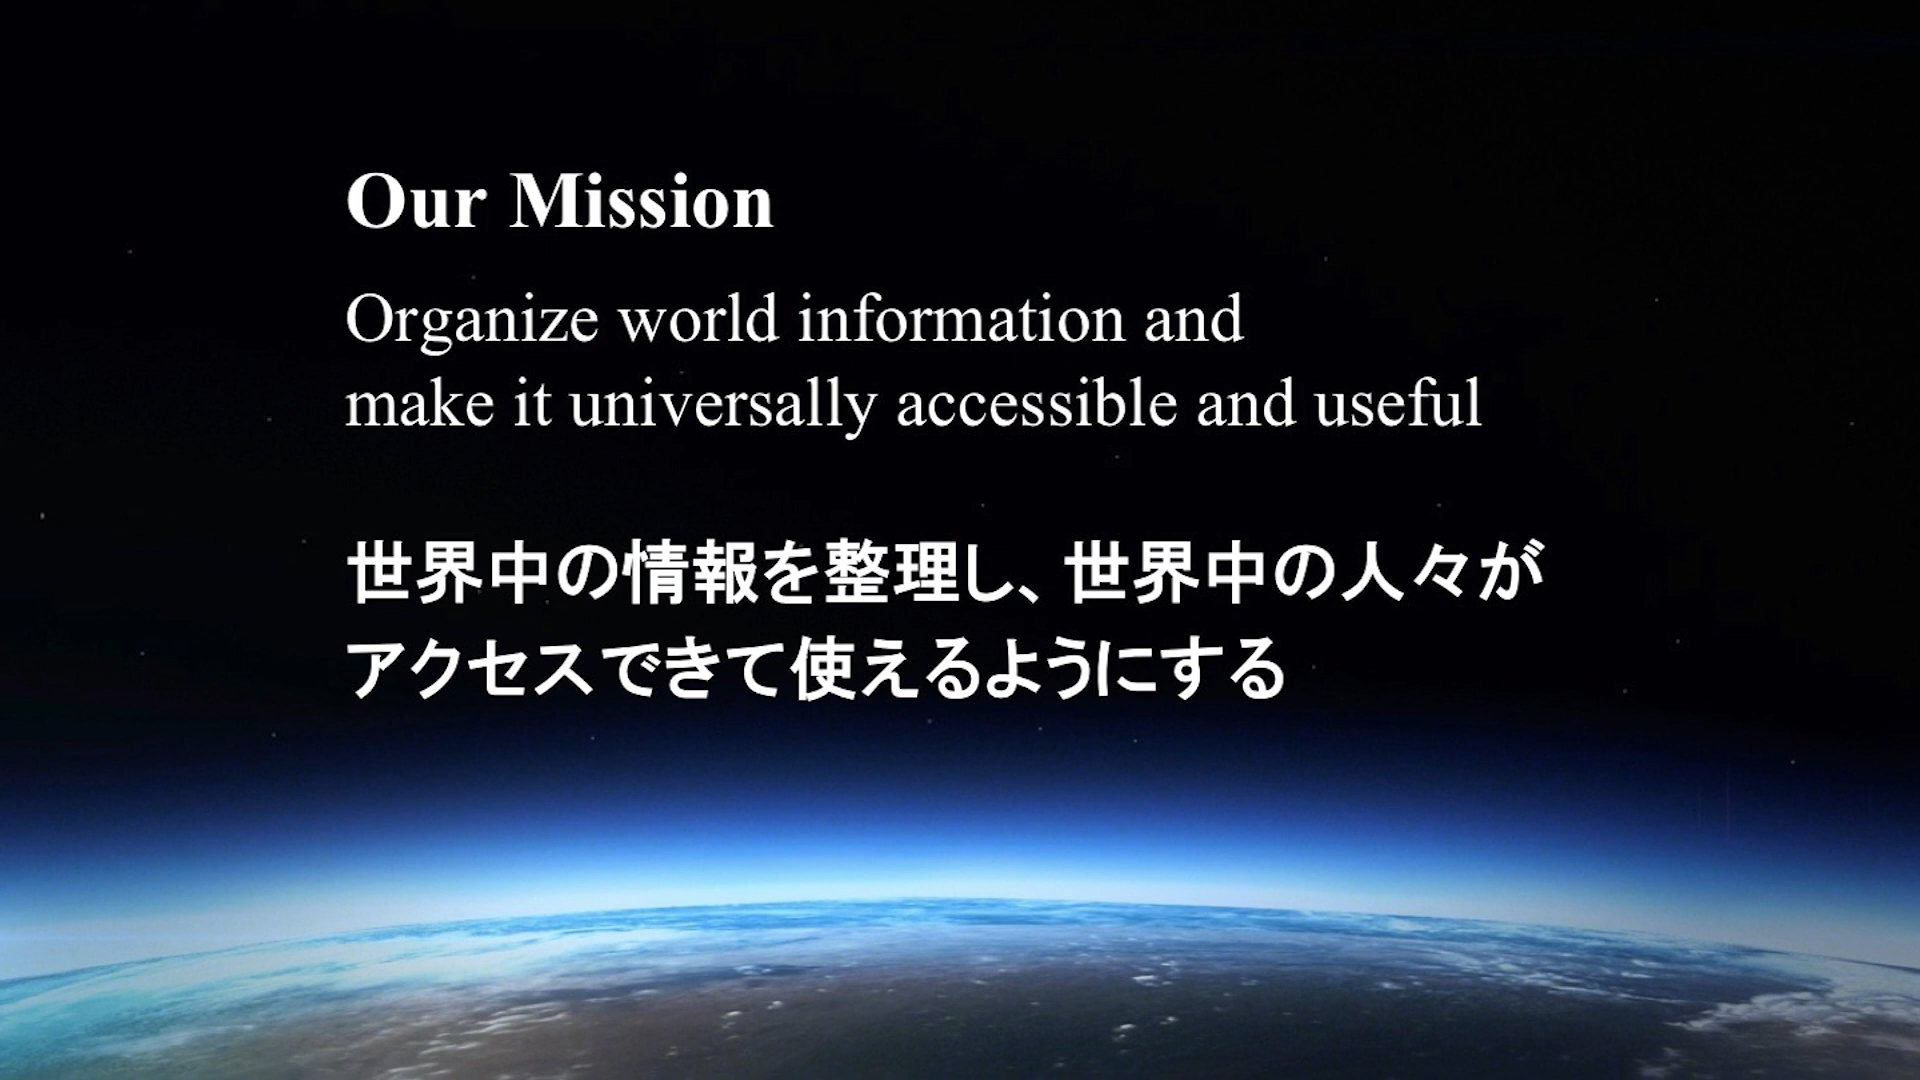 Our Mission
Organize world information and
make it universally accessible and useful
世界中の情報を整理し、世界中の人々が
アクセスできて使えるようにする